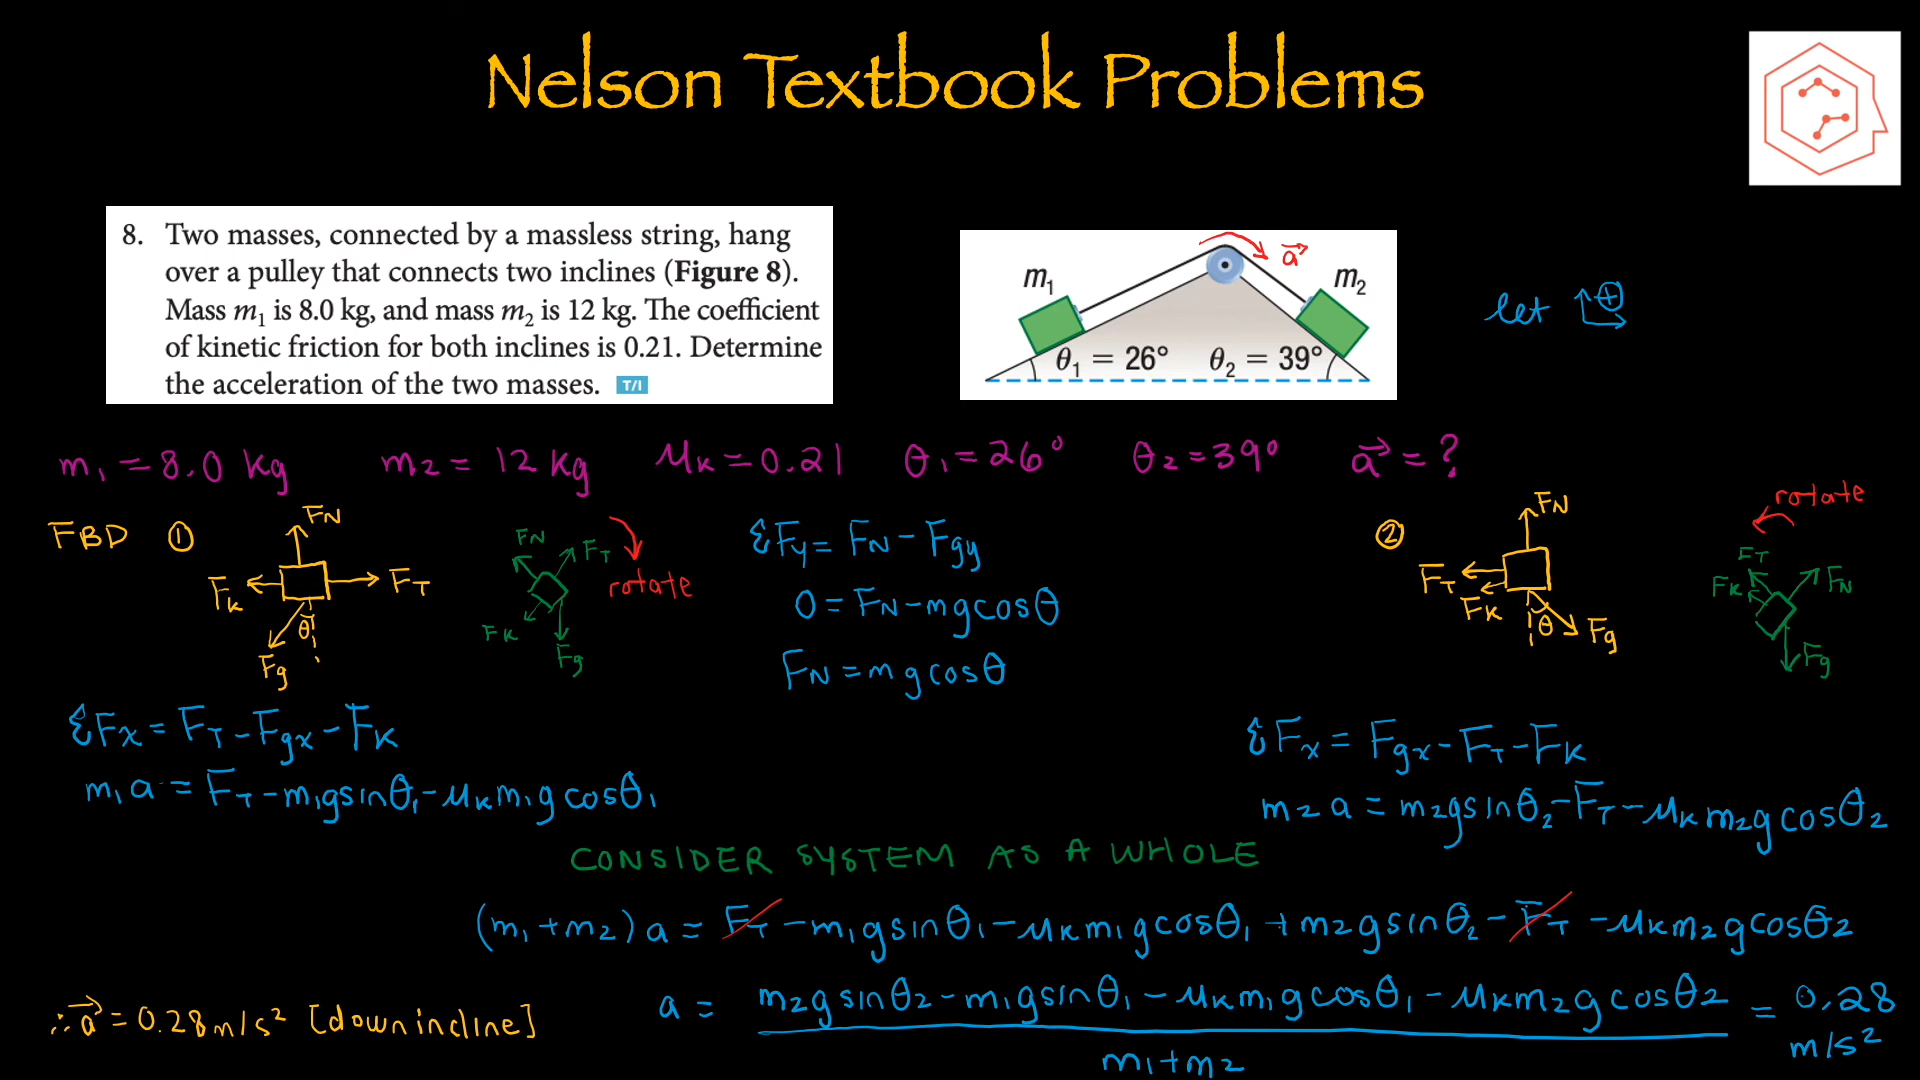 Nelson Textbook Problems
8. Two masses, connected by a massless string, hang
over a pulley that connects two inclines (Figure 8).
Mass m₁ is 8.0 kg, and mass m₂ is 12 kg. The coefficient
of kinetic friction for both inclines is 0.21. Determine
the acceleration of the two masses. T/I
a⃗
m₁ m₂
θ₁ = 26° θ₂ = 39°
let ⊕
m₁ = 8.0 kg m₂ = 12 kg μK = 0.21 θ₁ = 26° θ₂ = 39° a⃗ = ?
FBD ①
FN
FK FT
θ
Fg
FN FT
rotate
FK
Fg
ΣFy = FN - Fgy
0 = FN - mgcosθ
FN = mgcosθ
②
FN
FT
FK
θ Fg
rotate
FT
FK FN
Fg
ΣFx = FT - Fgx - FK
m₁a = FT - m₁gsinθ₁ - μKm₁gcosθ₁
ΣFx = Fgx - FT - FK
m₂a = m₂gsinθ₂ - FT - μKm₂gcosθ₂
CONSIDER SYSTEM AS A WHOLE
(m₁+m₂)a = FT - m₁gsinθ₁ - μKm₁gcosθ₁ + m₂gsinθ₂ - FT - μKm₂gcosθ₂
a = m₂gsinθ₂ - m₁gsinθ₁ - μKm₁gcosθ₁ - μKm₂gcosθ₂ = 0.28
m₁+m₂ m/s²
∴ a⃗ = 0.28m/s² [down incline]